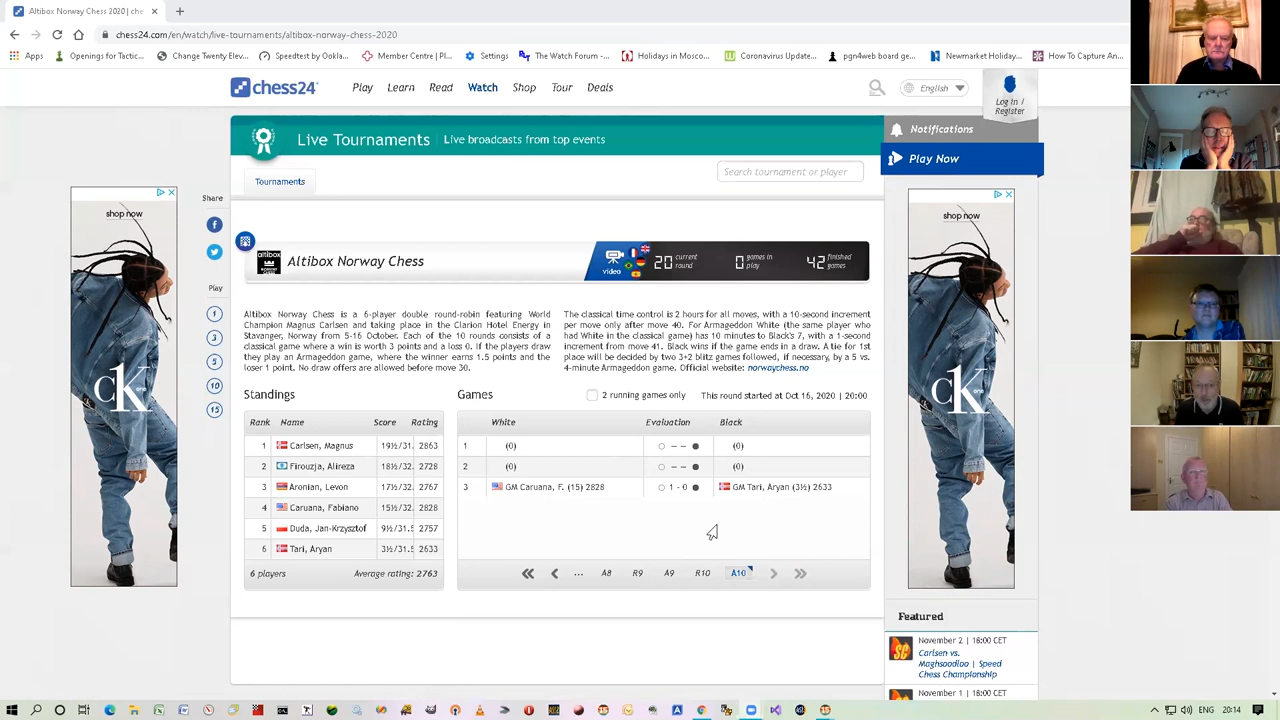 Altibox Norway Chess 2020 | che
chess24.com/en/watch/live-tournaments/altibox-norway-chess-2020
Apps Openings for Tactic... Change Twenty Elev... Speedtest by Ookla... Member Centre | Pl... Settings The Watch Forum -... Holidays in Mosco... Coronavirus Update... pgn4web board ge... Newmarket Holiday... How To Capture An...
chess24 Play Learn Read Watch Shop Tour Deals English Log in / Register
Live Tournaments Live broadcasts from top events
Notifications
Play Now
Tournaments
Search tournament or player
Share
Play
1
3
5
10
15
shop now
CK one
shop now
CK one
altibox
Altibox Norway Chess
video 20 current round 0 games in play 42 finished games
Altibox Norway Chess is a 6-player double round-robin featuring World
Champion Magnus Carlsen and taking place in the Clarion Hotel Energy in
Stavanger, Norway from 5-16 October. Each of the 10 rounds consists of a
classical game where a win is worth 3 points and a loss 0. If the players draw
they play an Armageddon game, where the winner earns 1.5 points and the
loser 1 point. No draw offers are allowed before move 30.
The classical time control is 2 hours for all moves, with a 10-second increment
per move only after move 40. For Armageddon White (the same player who
had White in the classical game) has 10 minutes to Black's 7, with a 1-second
increment from move 41. Black wins if the game ends in a draw. A tie for 1st
place will be decided by two 3+2 blitz games followed, if necessary, by a 5 vs.
4-minute Armageddon game. Official website: norwaychess.no
Standings
Rank Name Score Rating
1 Carlsen, Magnus 19½/31. 2863
2 Firouzja, Alireza 18½/32. 2728
3 Aronian, Levon 17½/32. 2767
4 Caruana, Fabiano 15½/32. 2828
5 Duda, Jan-Krzysztof 9½/31.5 2757
6 Tari, Aryan 3½/31.5 2633
6 players Average rating: 2763
Games 2 running games only This round started at Oct 16, 2020 | 20:00
White Evaluation Black
1 (0) – – (0)
2 (0) – – (0)
3 GM Caruana, F. (15) 2828 1 - 0 GM Tari, Aryan (3½) 2633
... A8 R9 A9 R10 A10
Featured
November 2 | 18:00 CET
Carlsen vs.
Maghsoodloo | Speed
Chess Championship
November 1 | 18:00 CET
ENG 20:14